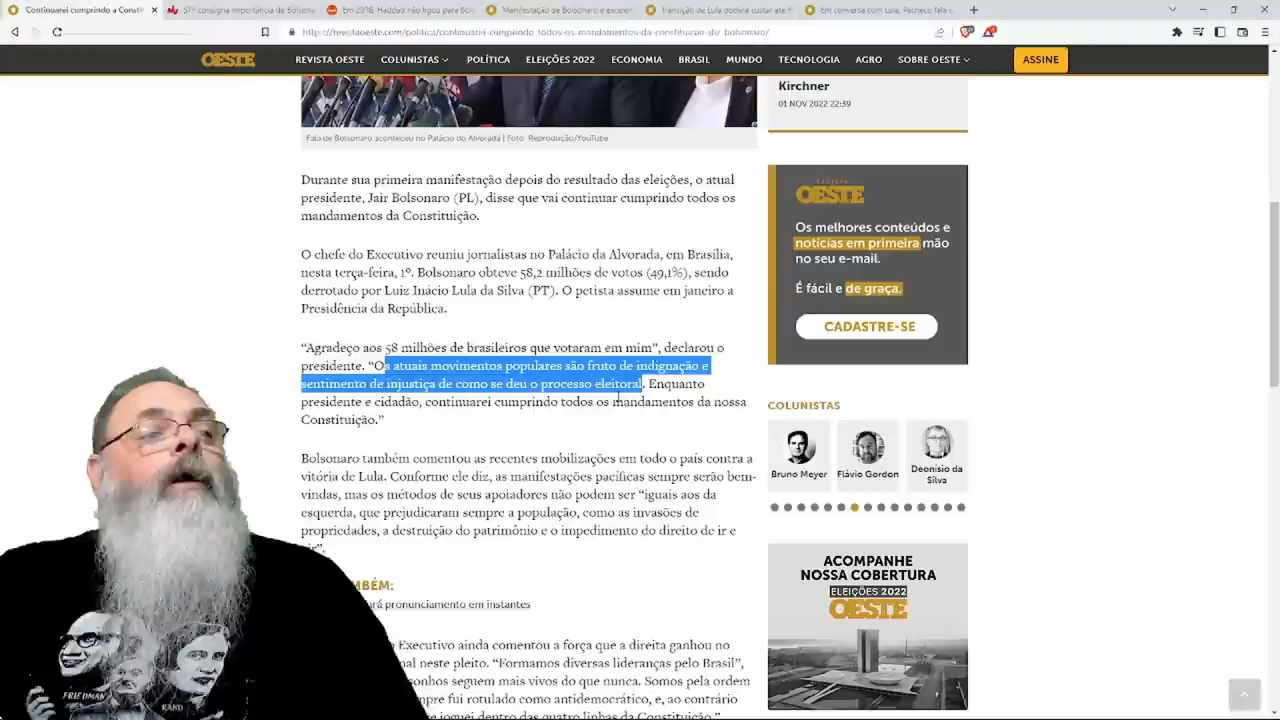 Continuarei cumprindo a Constit
STF consigna importância de Bolsona
Em 2018, Haddad não ligou para Bols
Manifestação de Bolsonaro é excelen
Transição de Lula poderá custar até R
Em conversa com Lula, Pacheco fala
https://revistaoeste.com/politica/continuarei-cumprindo-todos-os-mandamentos-da-constituicao-diz-bolsonaro/
OESTE
REVISTA OESTE
COLUNISTAS
POLÍTICA
ELEIÇÕES 2022
ECONOMIA
BRASIL
MUNDO
TECNOLOGIA
AGRO
SOBRE OESTE
ASSINE
Fala de Bolsonaro aconteceu no Palácio do Alvorada | Foto: Reprodução/YouTube
Durante sua primeira manifestação depois do resultado das eleições, o atual
presidente, Jair Bolsonaro (PL), disse que vai continuar cumprindo todos os
mandamentos da Constituição.
O chefe do Executivo reuniu jornalistas no Palácio da Alvorada, em Brasília,
nesta terça-feira, 1º. Bolsonaro obteve 58,2 milhões de votos (49,1%), sendo
derrotado por Luiz Inácio Lula da Silva (PT). O petista assume em janeiro a
Presidência da República.
“Agradeço aos 58 milhões de brasileiros que votaram em mim”, declarou o
presidente. “Os atuais movimentos populares são fruto de indignação e
sentimento de injustiça de como se deu o processo eleitoral. Enquanto
presidente e cidadão, continuarei cumprindo todos os mandamentos da nossa
Constituição.”
Bolsonaro também comentou as recentes mobilizações em todo o país contra a
vitória de Lula. Conforme ele diz, as manifestações pacíficas sempre serão bem-
vindas, mas os métodos de seus apoiadores não podem ser “iguais aos da
esquerda, que prejudicaram sempre a população, como as invasões de
propriedades, a destruição do patrimônio e o impedimento do direito de ir e
vir”.
MBÉM:
ará pronunciamento em instantes
Executivo ainda comentou a força que a direita ganhou no
nal neste pleito. “Formamos diversas lideranças pelo Brasil”,
sonhos seguem mais vivos do que nunca. Somos pela ordem
mpre fui rotulado como antidemocrático, e, ao contrário
joguei dentro das quatro linhas da Constituição.”
Kirchner
01 NOV 2022 22:39
REVISTA
OESTE
Os melhores conteúdos e
notícias em primeira mão
no seu e-mail.
É fácil e de graça.
CADASTRE-SE
COLUNISTAS
Bruno Meyer
Flávio Gordon
Deonísio da
Silva
ACOMPANHE
NOSSA COBERTURA
ELEIÇÕES 2022
OESTE
FRIEDMAN
RAND